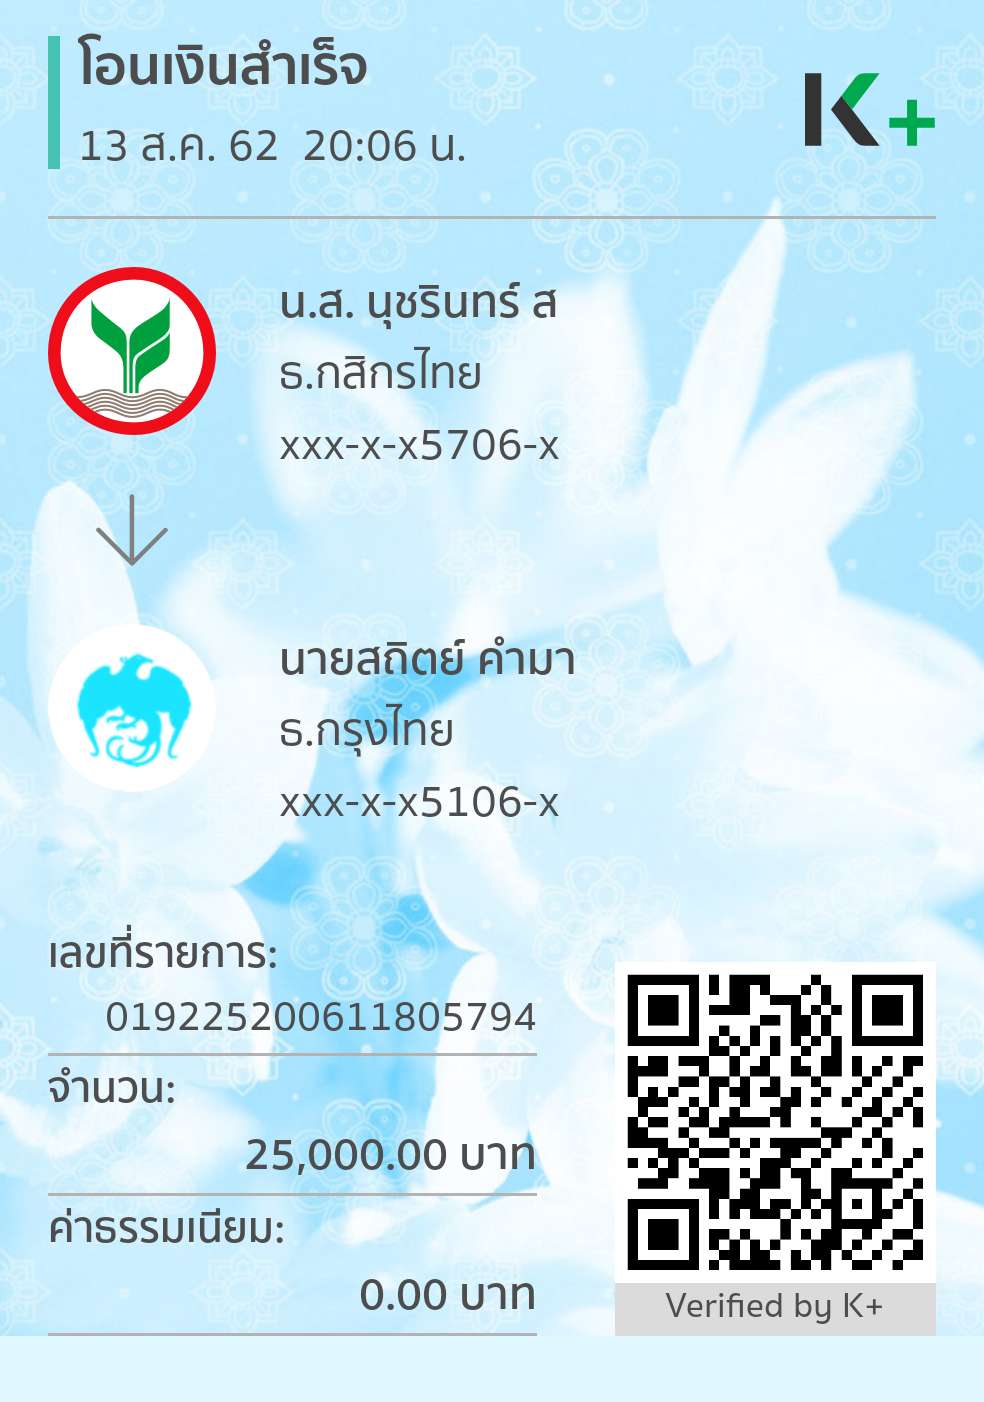 โอนเงินสำเร็จ
13 ส.ค. 62 20:06 น.
K+
น.ส. นุชรินทร์ ส
ธ.กสิกรไทย
xxx-x-x5706-x
นายสถิตย์ คำมา
ธ.กรุงไทย
xxx-x-x5106-x
เลขที่รายการ:
019225200611805794
จำนวน:
25,000.00 บาท
ค่าธรรมเนียม:
0.00 บาท
Verified by K+